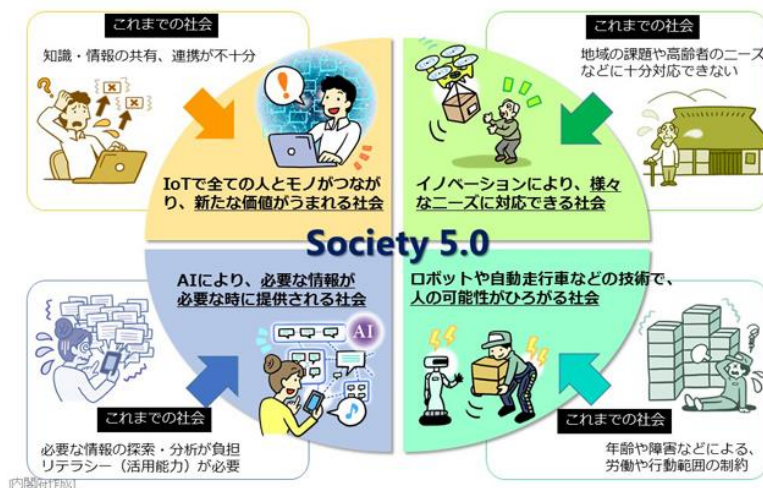 これまでの社会
知識・情報の共有、連携が不十分
IoTで全ての人とモノがつなが
り、新たな価値がうまれる社会
これまでの社会
地域の課題や高齢者のニーズ
などに十分対応できない
イノベーションにより、様々
なニーズに対応できる社会
Society 5.0
AIにより、必要な情報が
必要な時に提供される社会
AI
これまでの社会
必要な情報の探索・分析が負担
リテラシー（活用能力）が必要
ロボットや自動走行車などの技術で、
人の可能性がひろがる社会
これまでの社会
年齢や障害などによる、
労働や行動範囲の制約
[内閣府作成]